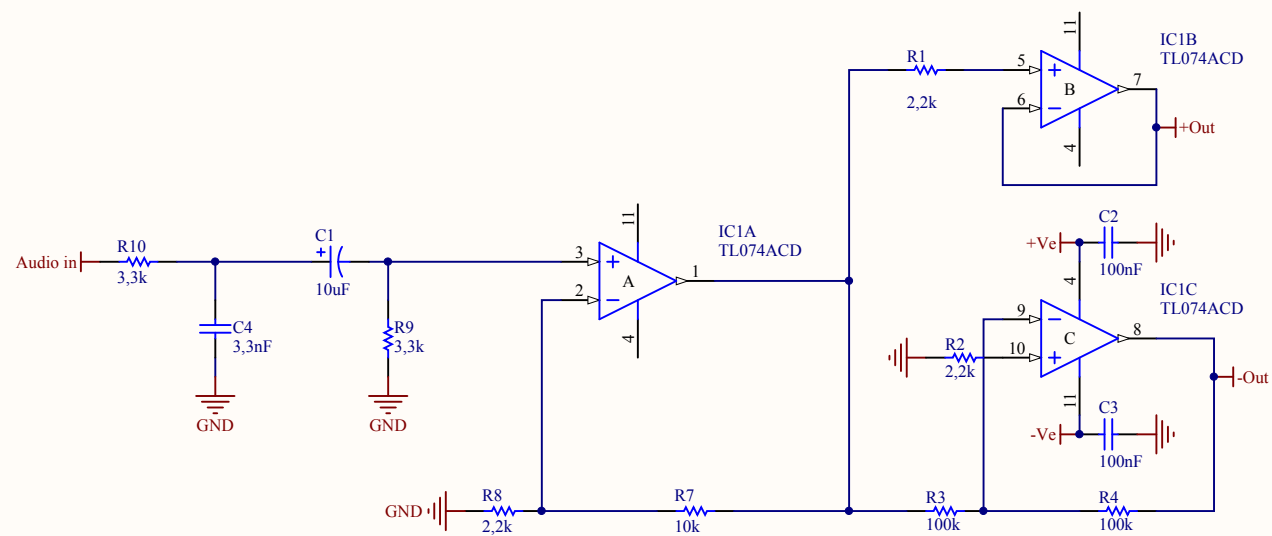 R1
2,2k
5
6
+
−
B
11
4
7
IC1B
TL074ACD
+Out
Audio in
R10
3,3k
C4
3,3nF
GND
+
C1
10uF
R9
3,3k
GND
3
2
+
−
A
11
4
1
IC1A
TL074ACD
+Ve
C2
100nF
4
IC1C
TL074ACD
9
10
−
+
C
8
R2
2,2k
11
-Out
-Ve
C3
100nF
GND
R8
2,2k
R7
10k
R3
100k
R4
100k